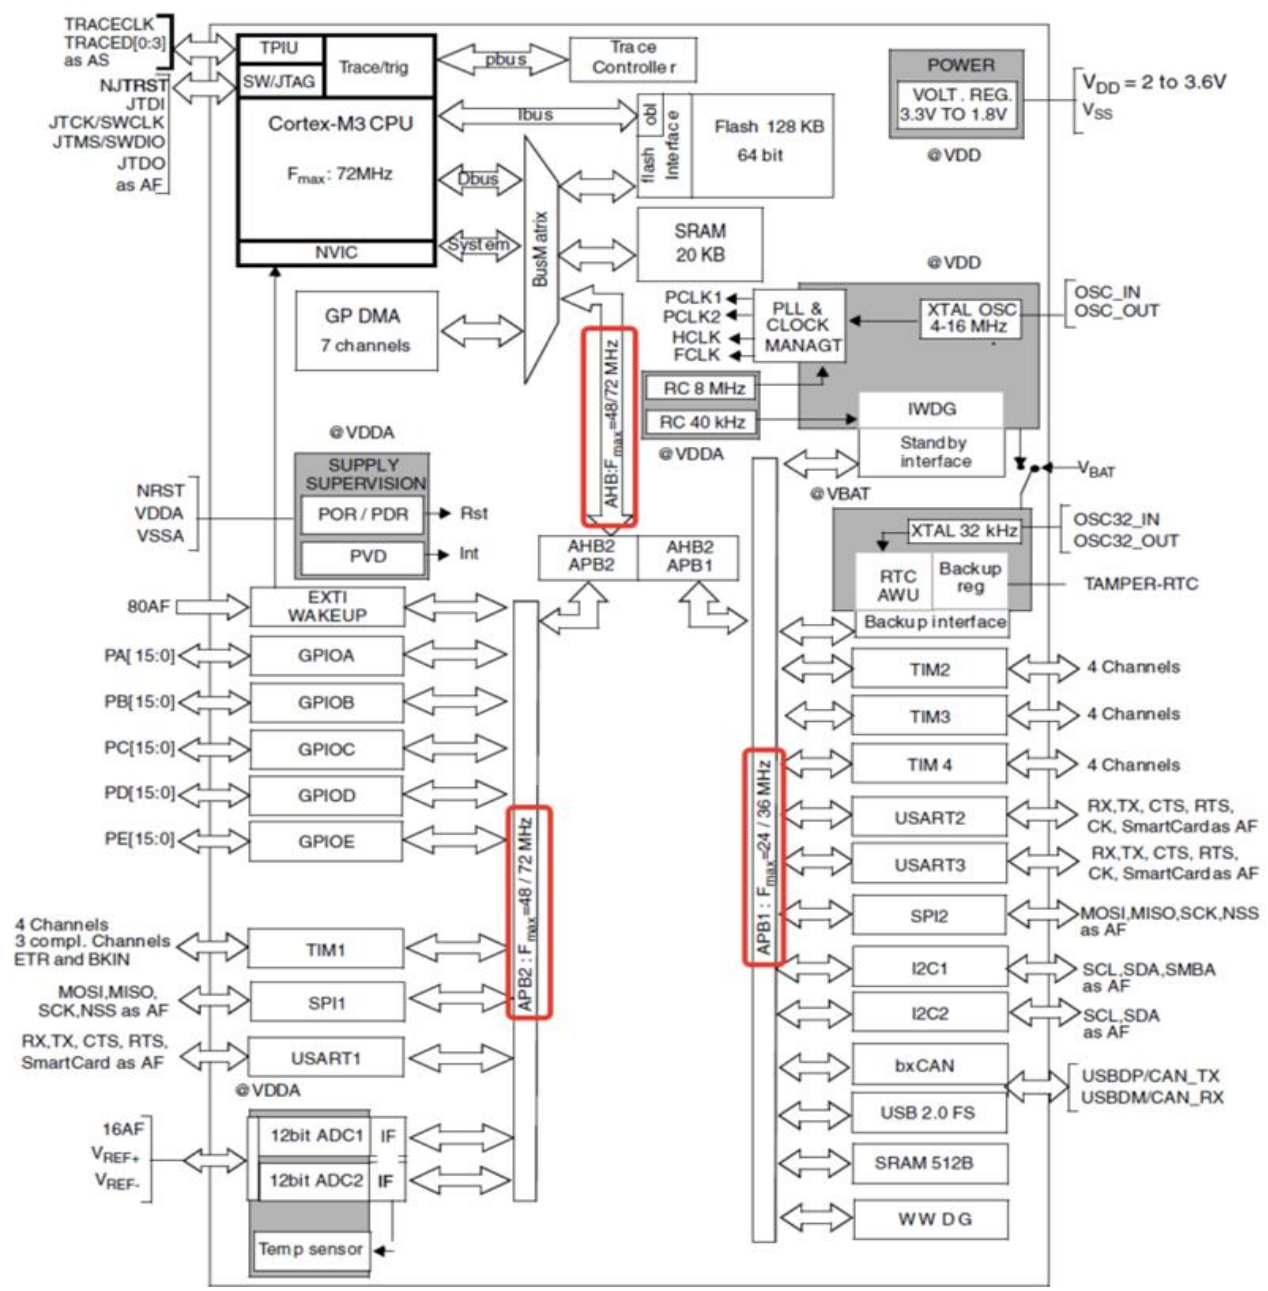 TRACECLK
TRACED[0:3]
as AS
NJTRST
JTDI
JTCK/SWCLK
JTMS/SWDIO
JTDO
as AF
TPIU
SW/JTAG
Trace/trig
Cortex-M3 CPU
Fmax: 72MHz
NVIC
pbus
Trace
Controller
Ibus
Dbus
System
BusMatrix
obl
flash
Interface
Flash 128 KB
64 bit
SRAM
20 KB
GP DMA
7 channels
POWER
VOLT. REG.
3.3V TO 1.8V
@VDD
VDD = 2 to 3.6V
VSS
@VDD
PCLK1
PCLK2
HCLK
FCLK
PLL &
CLOCK
MANAGT
XTAL OSC
4-16 MHz
OSC_IN
OSC_OUT
RC 8 MHz
RC 40 kHz
@VDDA
IWDG
Standby
interface
VBAT
@VBAT
XTAL 32 kHz
OSC32_IN
OSC32_OUT
RTC
AWU
Backup
reg
TAMPER-RTC
Backup interface
AHB:Fmax=48/72 MHz
@VDDA
SUPPLY
SUPERVISION
POR / PDR
Rst
PVD
Int
NRST
VDDA
VSSA
AHB2
APB2
AHB2
APB1
80AF
EXTI
WAKEUP
PA[15:0]
GPIOA
PB[15:0]
GPIOB
PC[15:0]
GPIOC
PD[15:0]
GPIOD
PE[15:0]
GPIOE
4 Channels
3 compl. Channels
ETR and BKIN
TIM1
MOSI,MISO,
SCK,NSS as AF
SPI1
RX,TX, CTS, RTS,
SmartCard as AF
USART1
@VDDA
16AF
VREF+
VREF-
12bit ADC1
IF
12bit ADC2
IF
Temp sensor
APB2 : Fmax=48 / 72 MHz
APB1 : Fmax=24 / 36 MHz
TIM2
4 Channels
TIM3
4 Channels
TIM 4
4 Channels
USART2
RX,TX, CTS, RTS,
CK, SmartCard as AF
USART3
RX,TX, CTS, RTS,
CK, SmartCard as AF
SPI2
MOSI,MISO,SCK,NSS
as AF
I2C1
SCL,SDA,SMBA
as AF
I2C2
SCL,SDA
as AF
bxCAN
USB 2.0 FS
USBDP/CAN_TX
USBDM/CAN_RX
SRAM 512B
WWDG